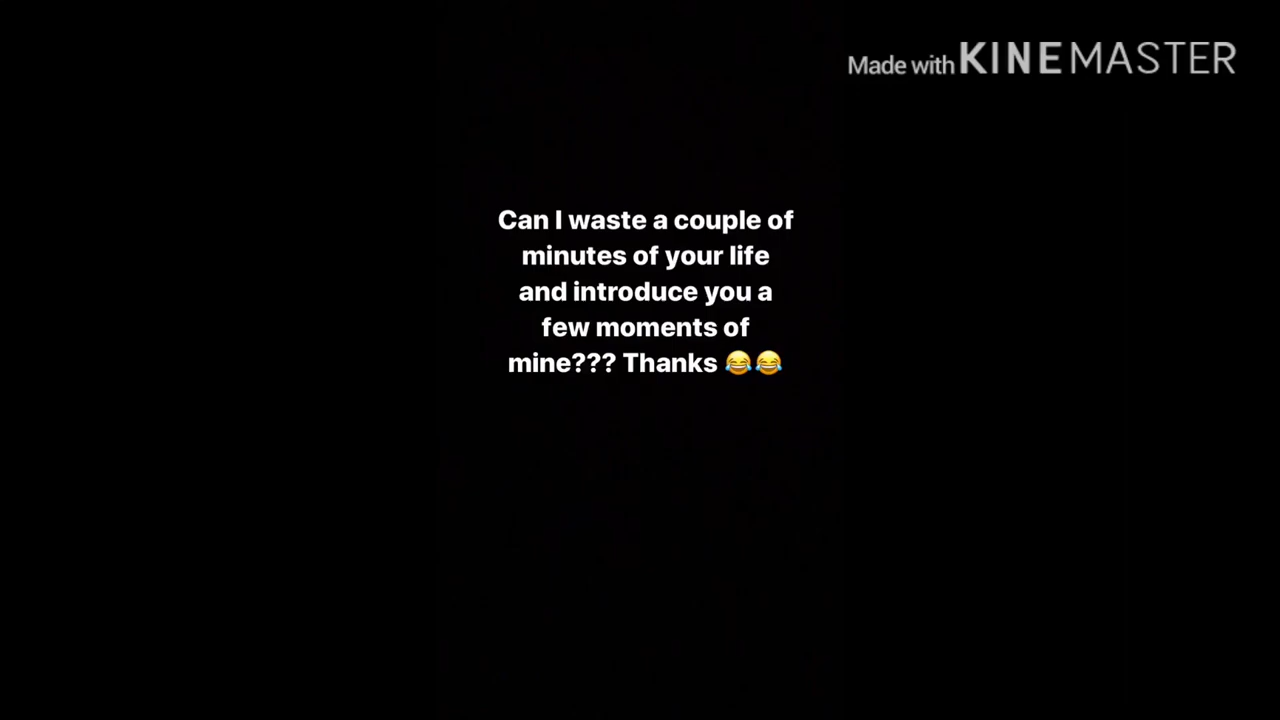 Made with KINEMASTER
Can I waste a couple of
minutes of your life
and introduce you a
few moments of
mine??? Thanks 😂😂